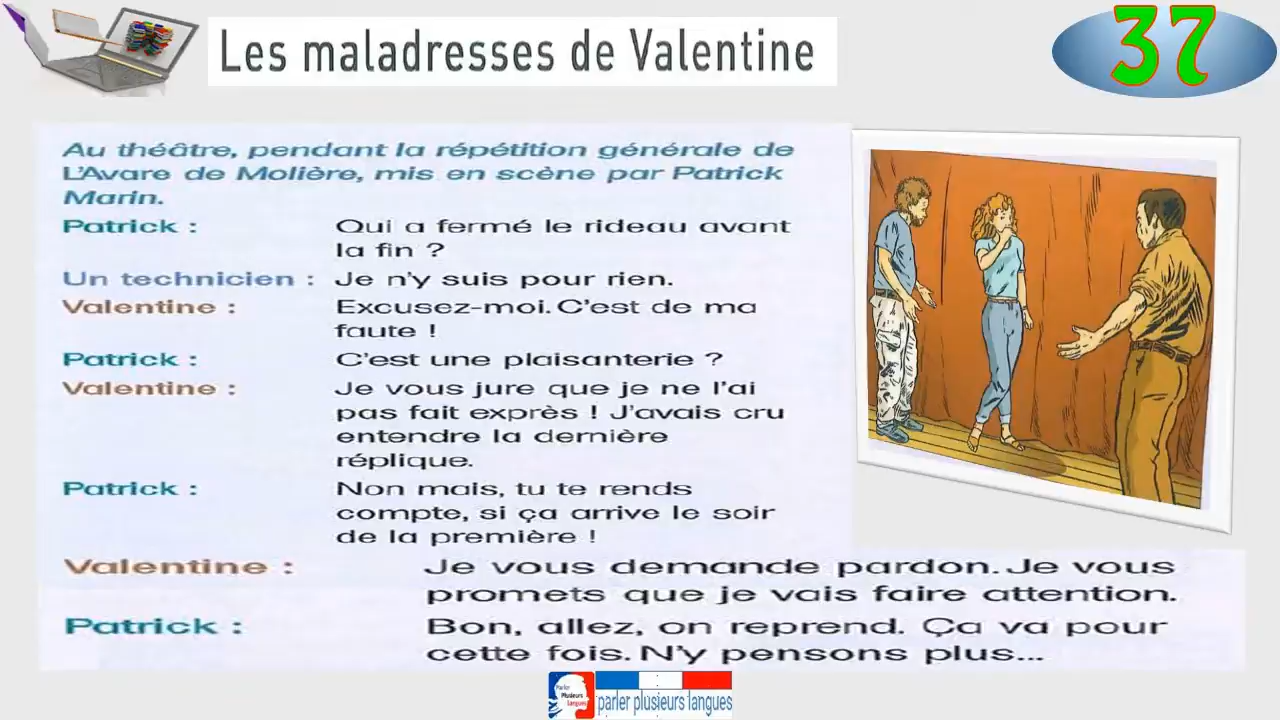 Les maladresses de Valentine
37
Au théâtre, pendant la répétition générale de
L'Avare de Molière, mis en scène par Patrick
Marin.
Patrick : Qui a fermé le rideau avant
la fin ?
Un technicien : Je n'y suis pour rien.
Valentine : Excusez-moi. C'est de ma
faute !
Patrick : C'est une plaisanterie ?
Valentine : Je vous jure que je ne l'ai
pas fait exprès ! J'avais cru
entendre la dernière
réplique.
Patrick : Non mais, tu te rends
compte, si ça arrive le soir
de la première !
Valentine : Je vous demande pardon. Je vous
promets que je vais faire attention.
Patrick : Bon, allez, on reprend. Ça va pour
cette fois. N'y pensons plus...
Parler
Plusieurs
langues
parler plusieurs langues